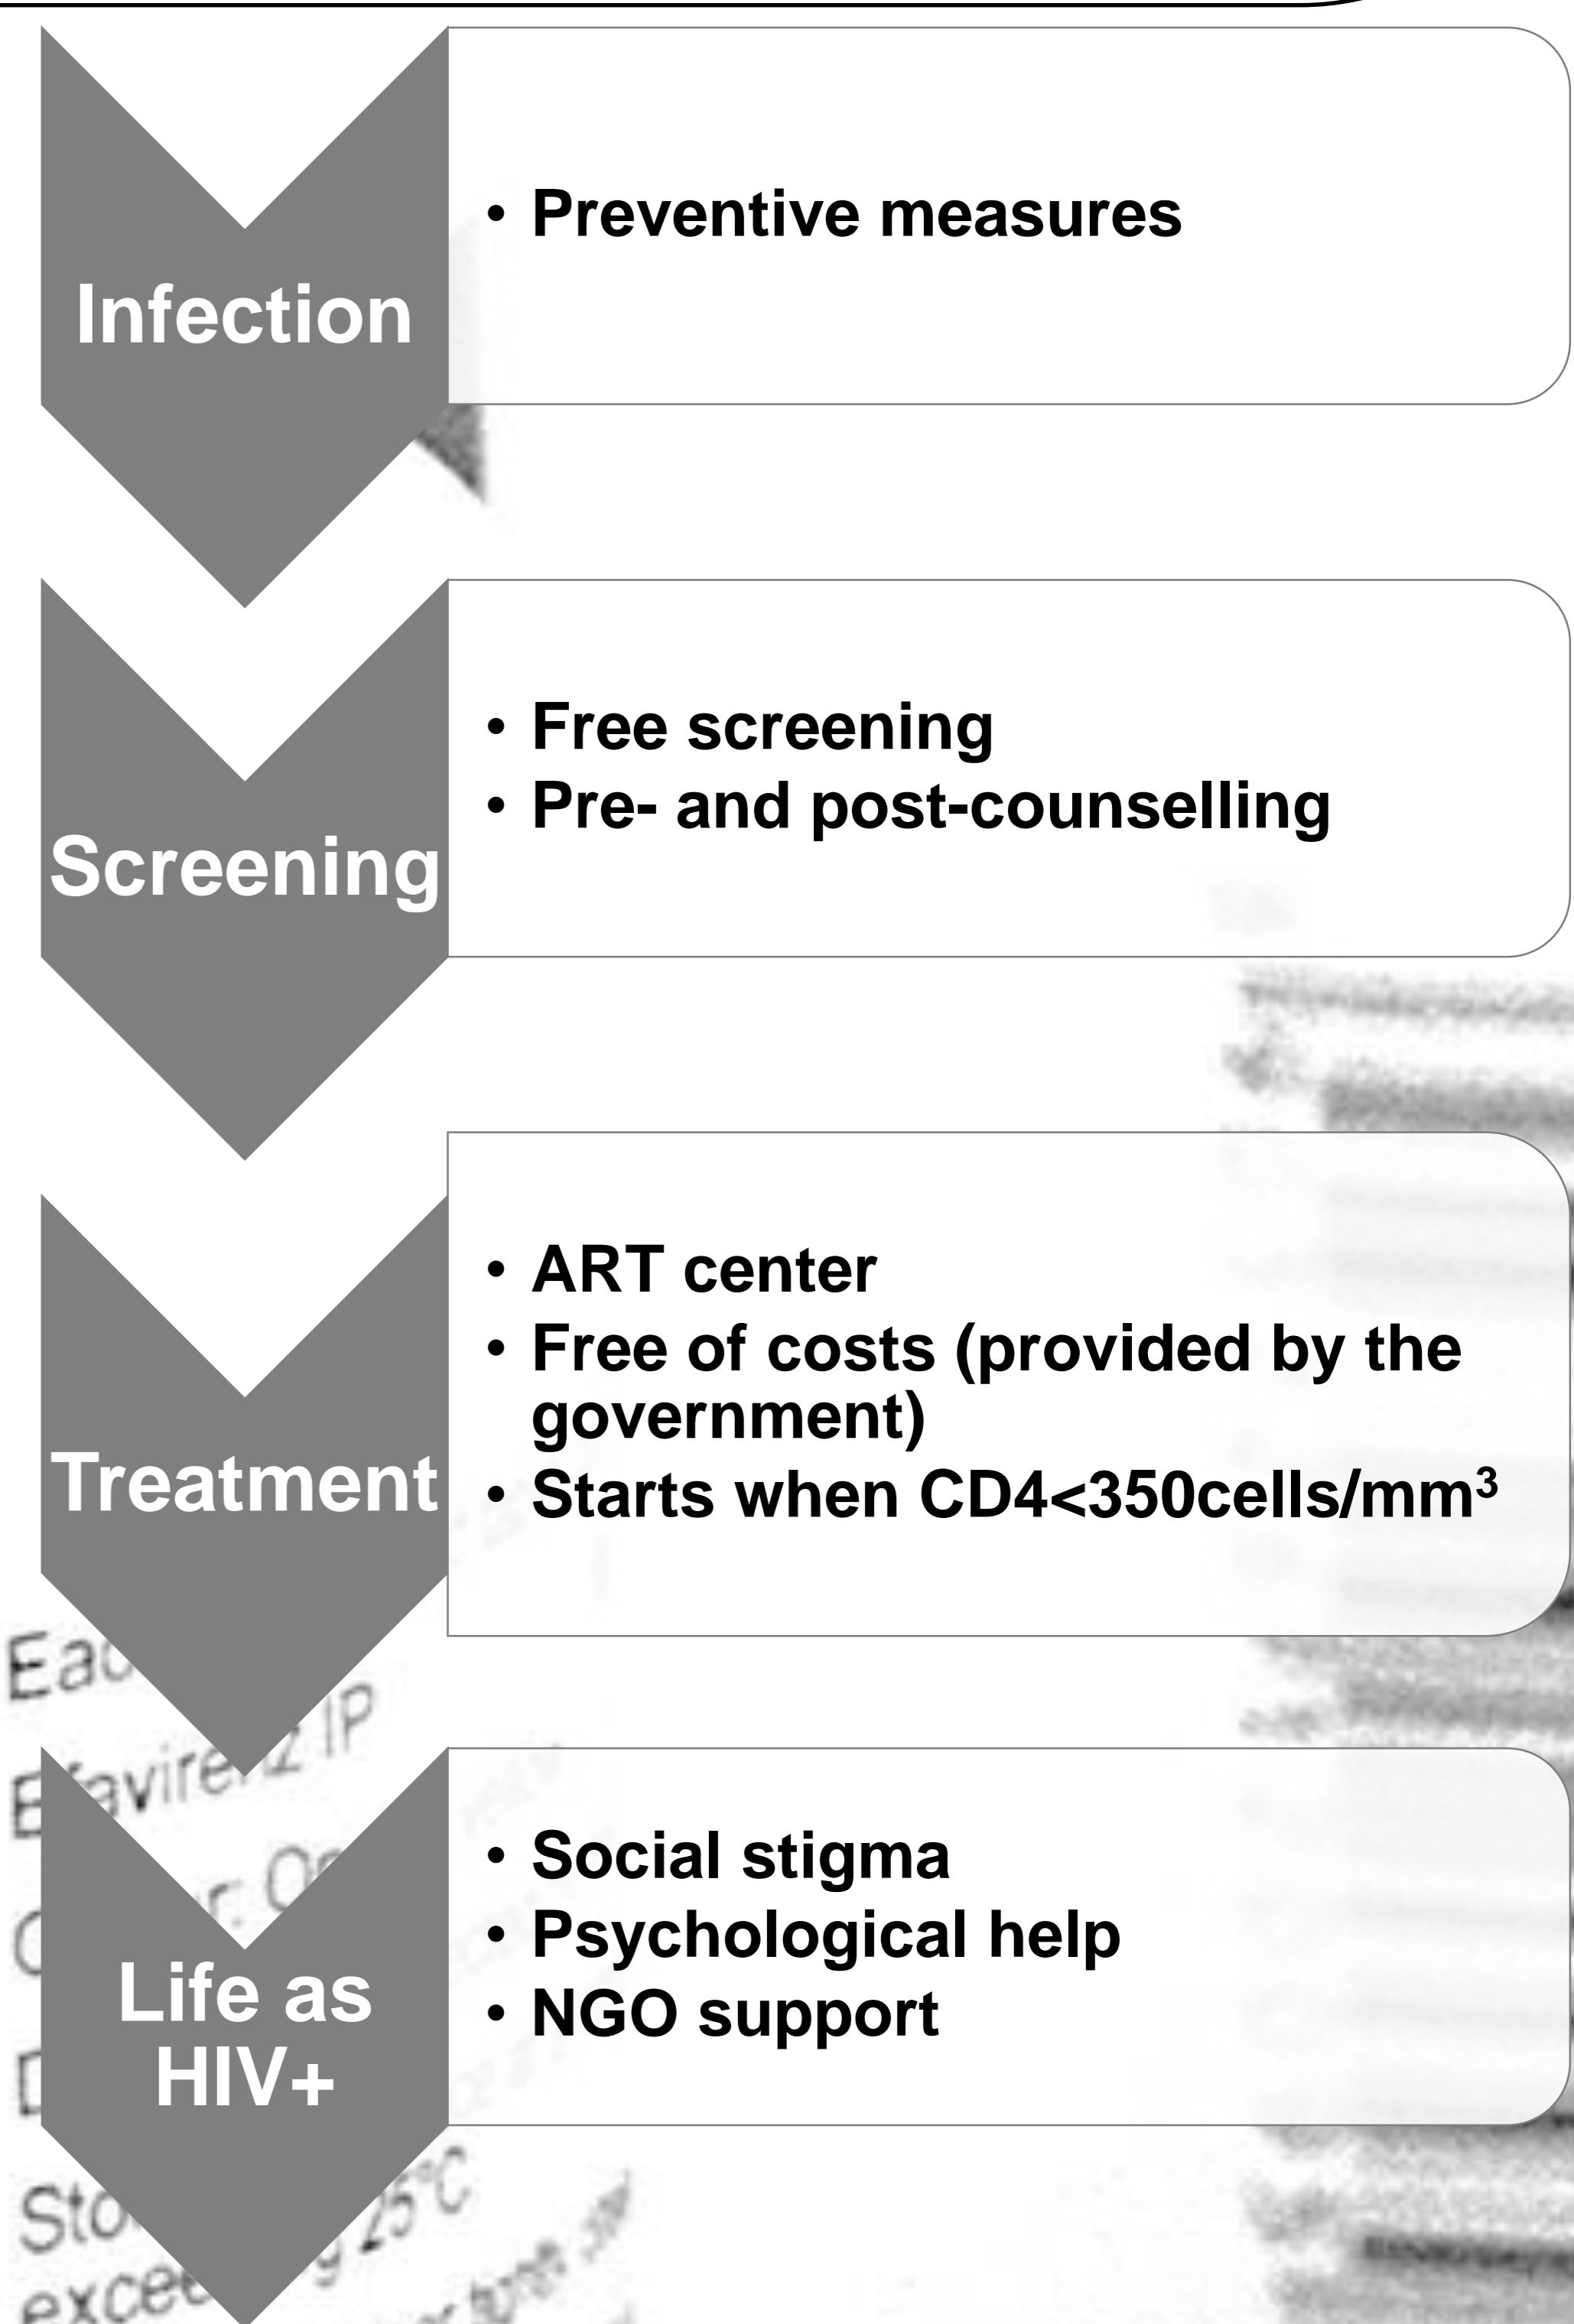 Infection
• Preventive measures
Screening
• Free screening
• Pre- and post-counselling
Treatment
• ART center
• Free of costs (provided by the
government)
• Starts when CD4<350cells/mm³
IP
Life as
HIV+
• Social stigma
• Psychological help
• NGO support
25°C